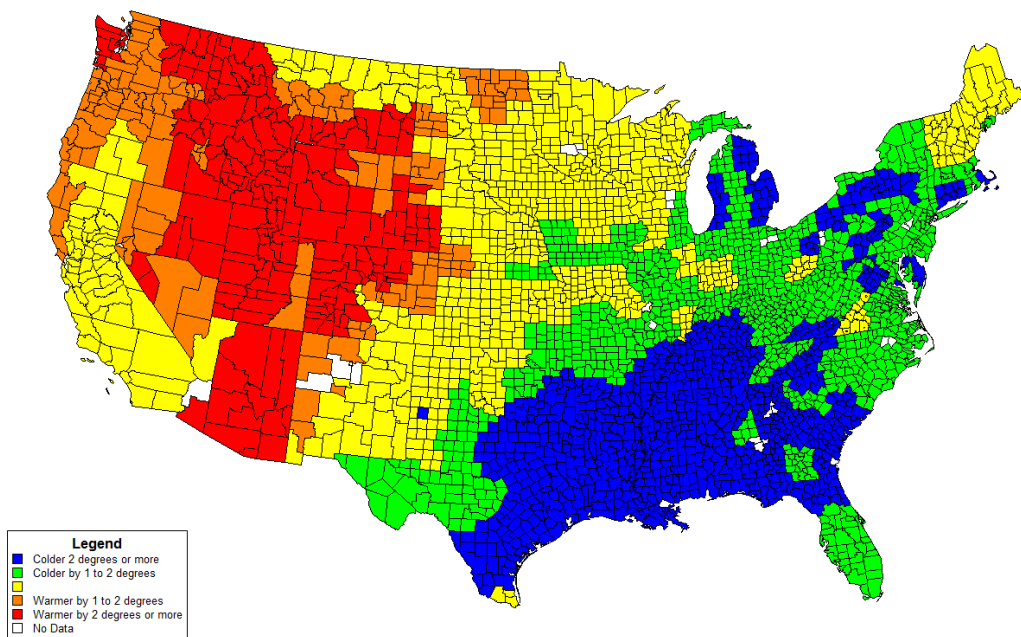 Legend
Colder 2 degrees or more
Colder by 1 to 2 degrees
Warmer by 1 to 2 degrees
Warmer by 2 degrees or more
No Data